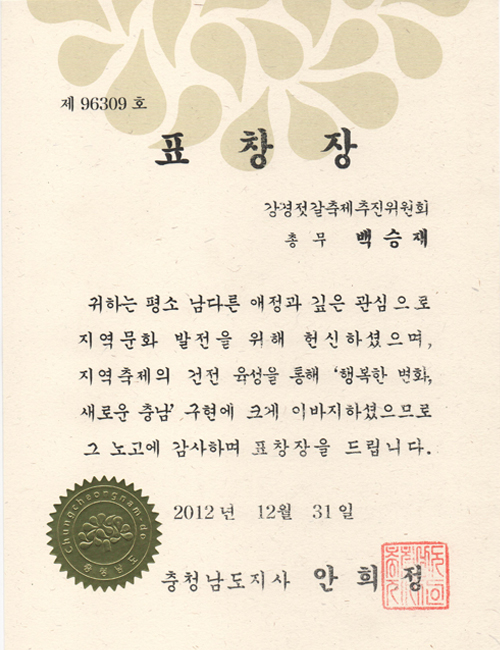 제 96309 호
표 창 장
강경젓갈축제추진위원회
총 무 백 승 재
귀하는 평소 남다른 애정과 깊은 관심으로
지역문화 발전을 위해 헌신하셨으며,
지역축제의 건전 육성을 통해 '행복한 변화,
새로운 충남' 구현에 크게 이바지하셨으므로
그 노고에 감사하며 표창장을 드립니다.
2012년 12월 31일
Chungcheongnam-do
충청남도
충청남도지사 안 희 정